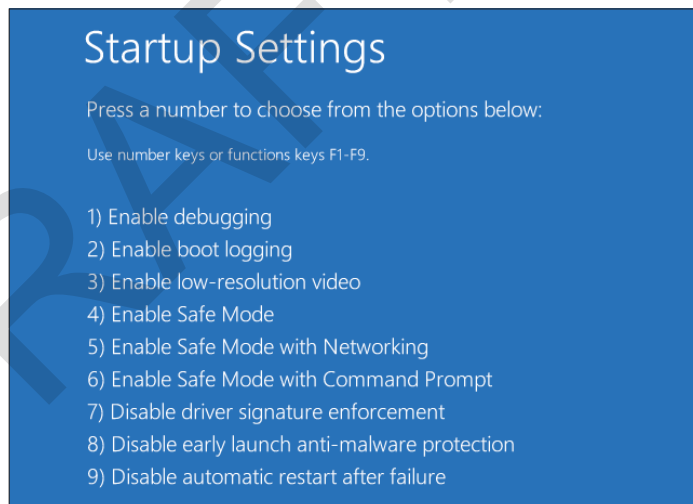 Startup Settings
Press a number to choose from the options below:
Use number keys or functions keys F1-F9.
1) Enable debugging
2) Enable boot logging
3) Enable low-resolution video
4) Enable Safe Mode
5) Enable Safe Mode with Networking
6) Enable Safe Mode with Command Prompt
7) Disable driver signature enforcement
8) Disable early launch anti-malware protection
9) Disable automatic restart after failure